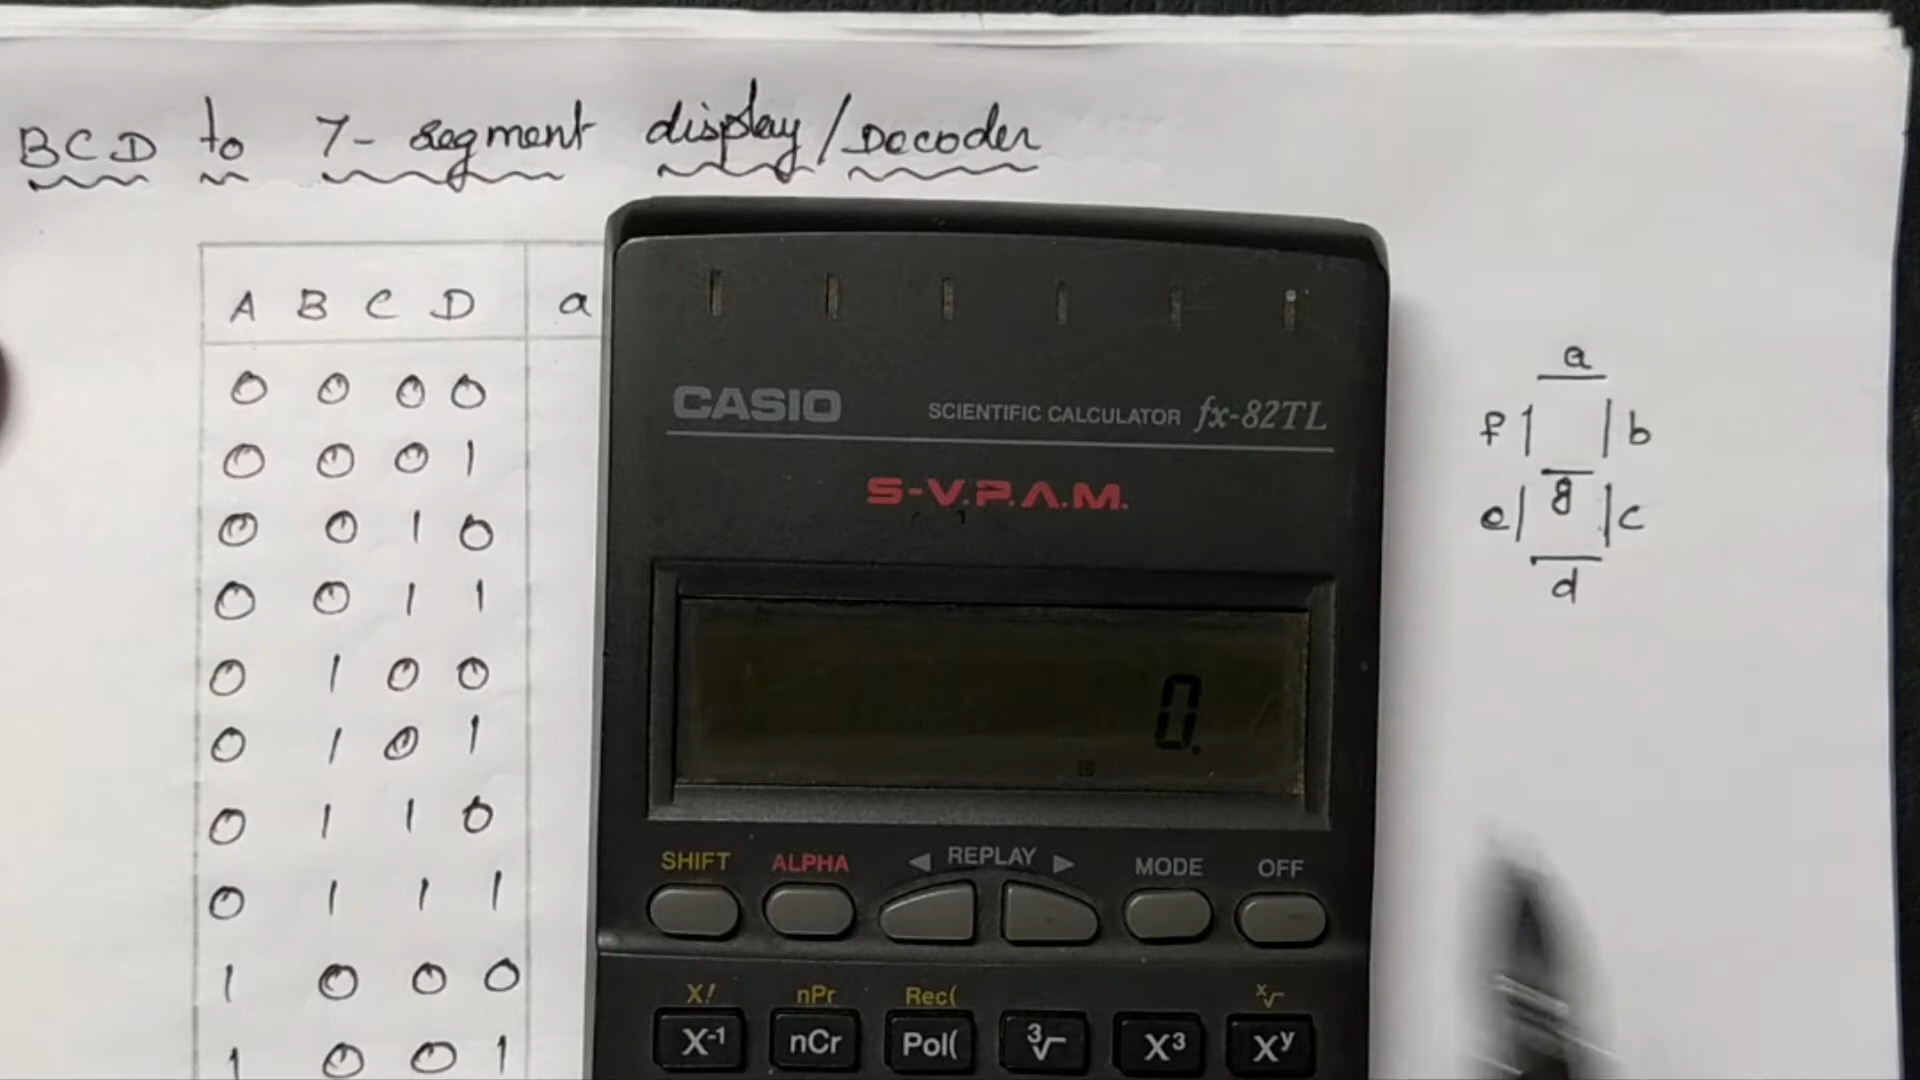 BCD to 7-segment display/Decoder
A B C D a
0 0 0 0
0 0 0 1
0 0 1 0
0 0 1 1
0 1 0 0
0 1 0 1
0 1 1 0
0 1 1 1
1 0 0 0
1 0 0 1
CASIO SCIENTIFIC CALCULATOR fx-82TL
S-V.P.A.M.
0.
SHIFT ALPHA ◀ REPLAY ▶ MODE OFF
X! nPr Rec( x√
X-1 nCr Pol( 3√ X3 Xy
a
f b
g
e c
d